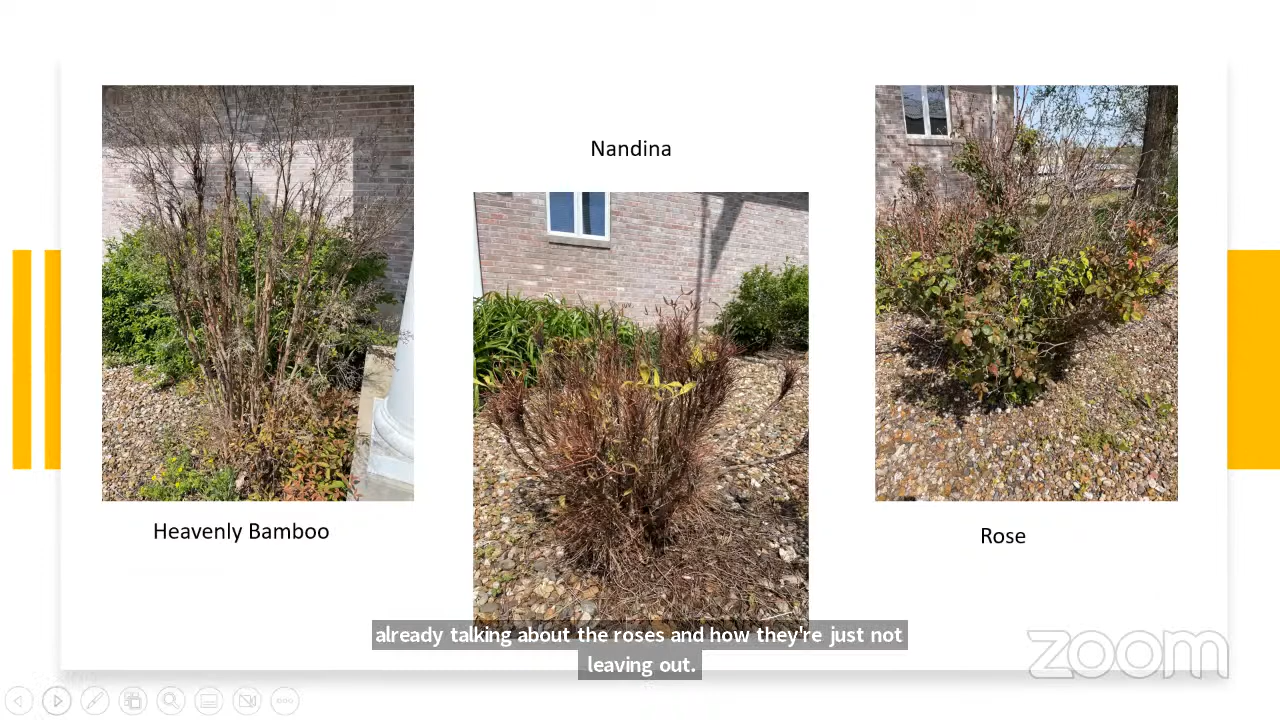 Nandina
Heavenly Bamboo
Rose
already talking about the roses and how they're just not
leaving out.
zoom